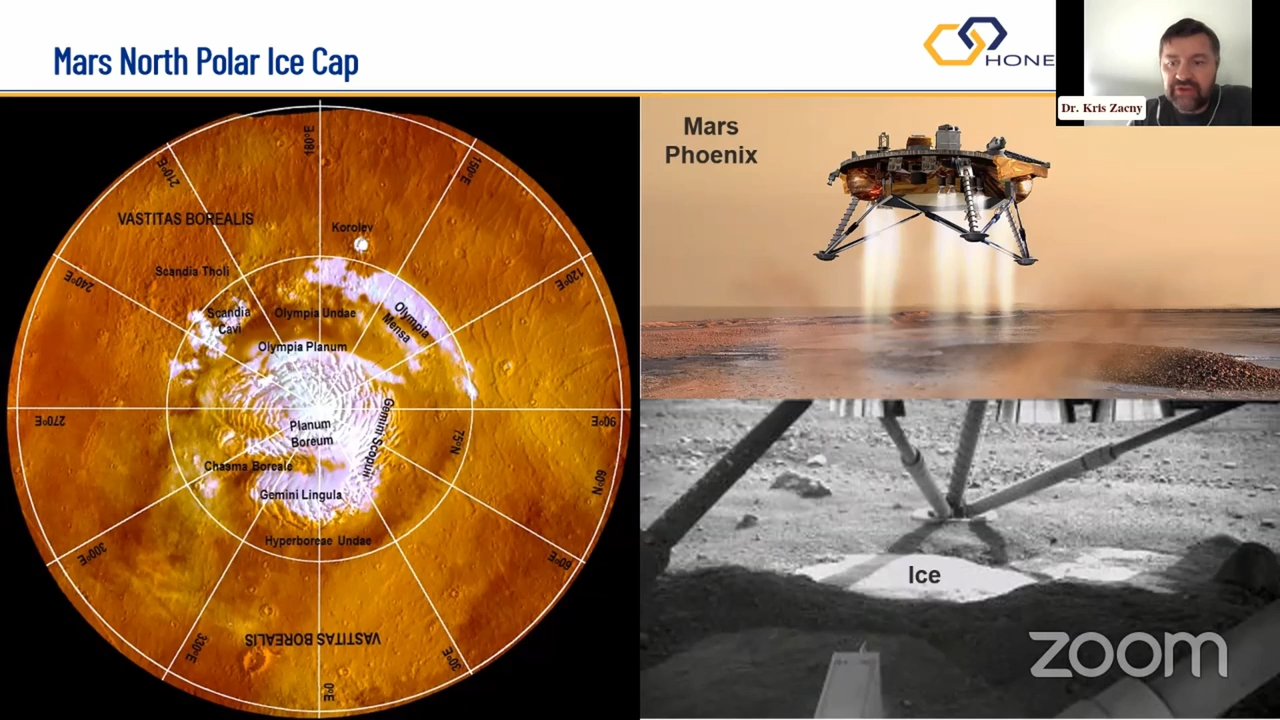 Mars North Polar Ice Cap
HONE
Dr. Kris Zacny
180°E
150°E
120°E
90°E
60°E
30°E
0°E
330°E
300°E
270°E
240°E
210°E
75°N
60°N
VASTITAS BOREALIS
Korolev
Scandia Tholi
Scandia
Cavi
Olympia Undae
Olympia
Mensa
Olympia Planum
Gemini Scopuli
Planum
Boreum
Chasma Boreale
Gemini Lingula
Hyperboreae Undae
VASTITAS BOREALIS
Mars
Phoenix
Ice
zoom